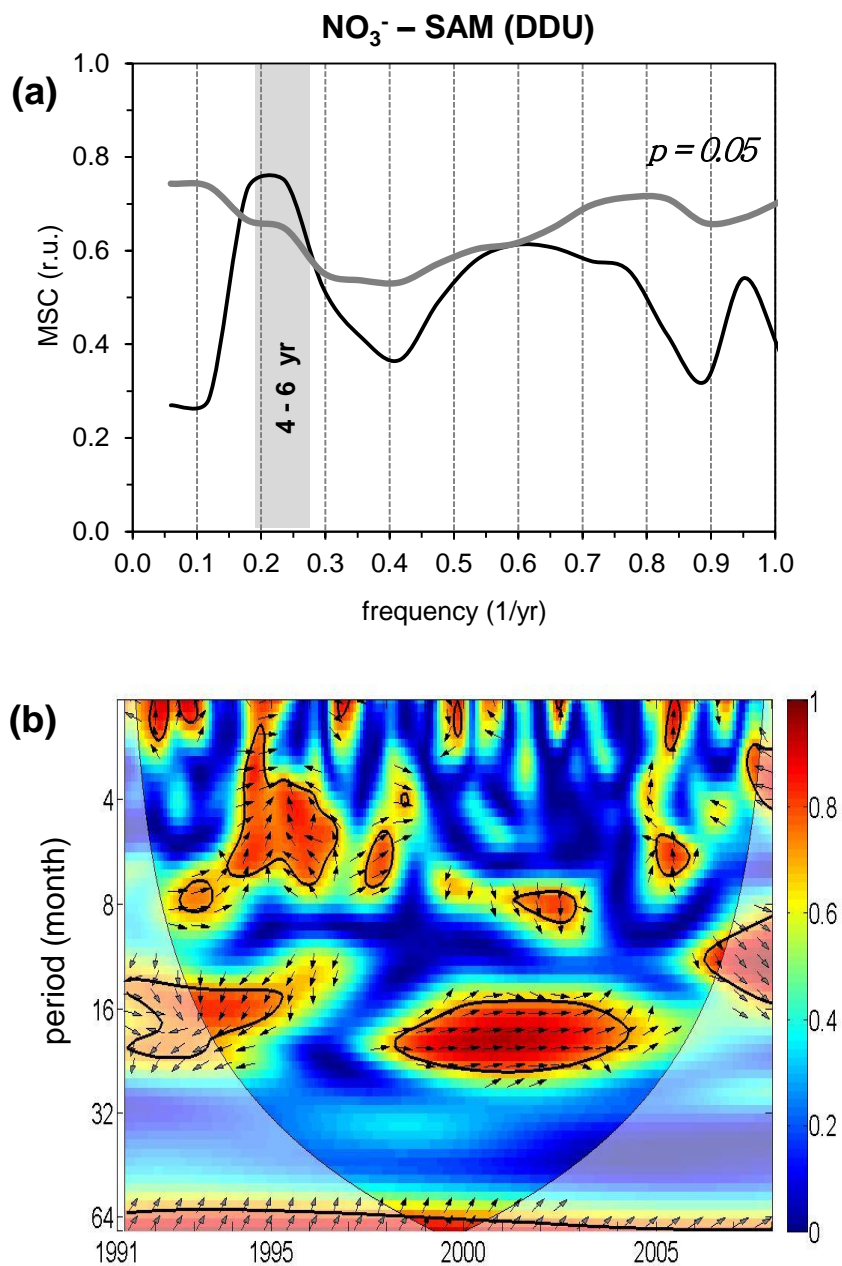 NO₃⁻ – SAM (DDU)
(a)
1.0
0.8
0.6
0.4
0.2
0.0
MSC (r.u.)
p = 0.05
4 - 6 yr
0.0 0.1 0.2 0.3 0.4 0.5 0.6 0.7 0.8 0.9 1.0
frequency (1/yr)
(b)
period (month)
4
8
16
32
64
1991 1995 2000 2005
1
0.8
0.6
0.4
0.2
0